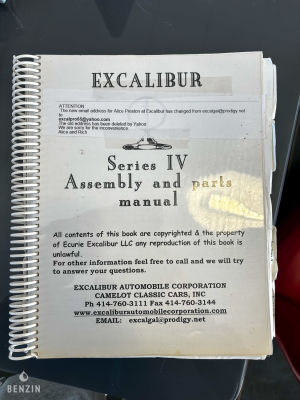 EXCALIBUR
ATTENTION
The new email address for Alice Preston at Excalibur has changed from excalgal@prodigy.net
to
excalpro65@yahoo.com
The old address has been deleted by Yahoo
We are sorry for the inconvenience.
Alice and Rich
Series IV
Assembly and parts
manual
All contents of this book are copyrighted & the property
of Ecurie Excalibur LLC any reproduction of this book is
unlawful.
For other information feel free to call and we will try
to answer your questions.
EXCALIBUR AUTOMOBILE CORPORATION
CAMELOT CLASSIC CARS, INC
Ph 414-760-3111 Fax 414-760-3144
www.excaliburautomobilecorporation.com
EMAIL: excalgal@prodigy.net
BENZIN